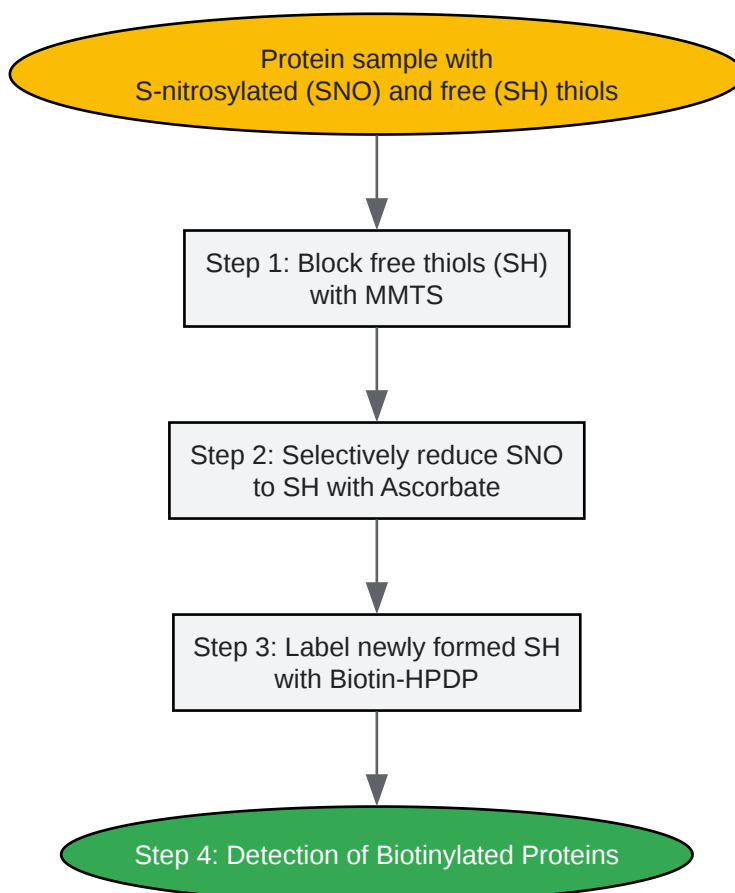 Protein sample with
S-nitrosylated (SNO) and free (SH) thiols
Step 1: Block free thiols (SH)
with MMTS
Step 2: Selectively reduce SNO
to SH with Ascorbate
Step 3: Label newly formed SH
with Biotin-HPDP
Step 4: Detection of Biotinylated Proteins